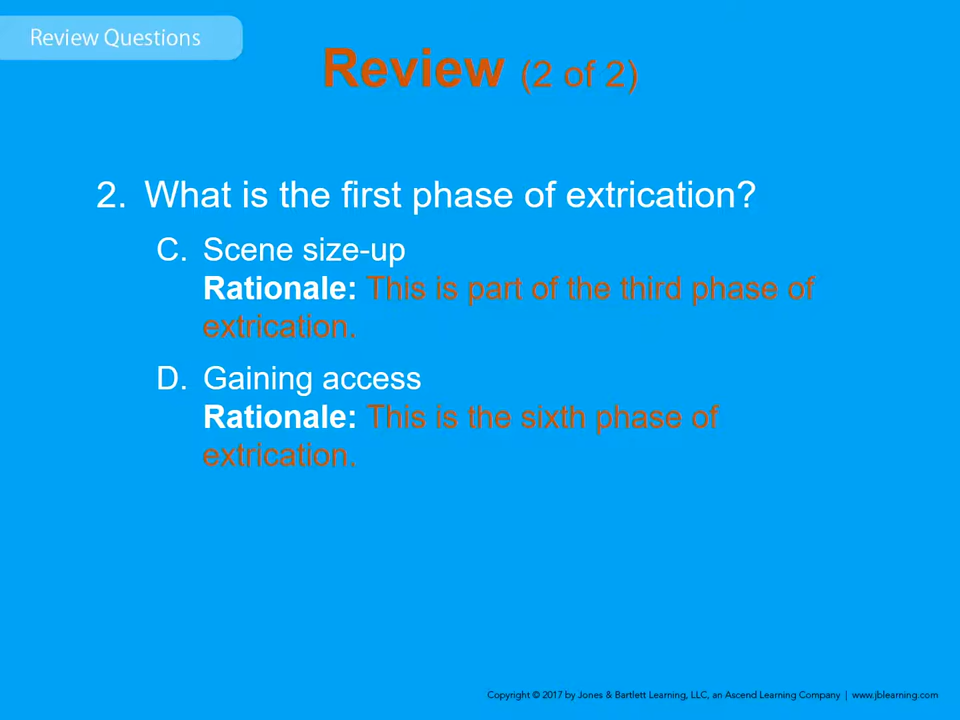 Review Questions
Review (2 of 2)
2. What is the first phase of extrication?
C. Scene size-up
Rationale: This is part of the third phase of
extrication.
D. Gaining access
Rationale: This is the sixth phase of
extrication.
Copyright © 2017 by Jones & Bartlett Learning, LLC, an Ascend Learning Company | www.jblearning.com